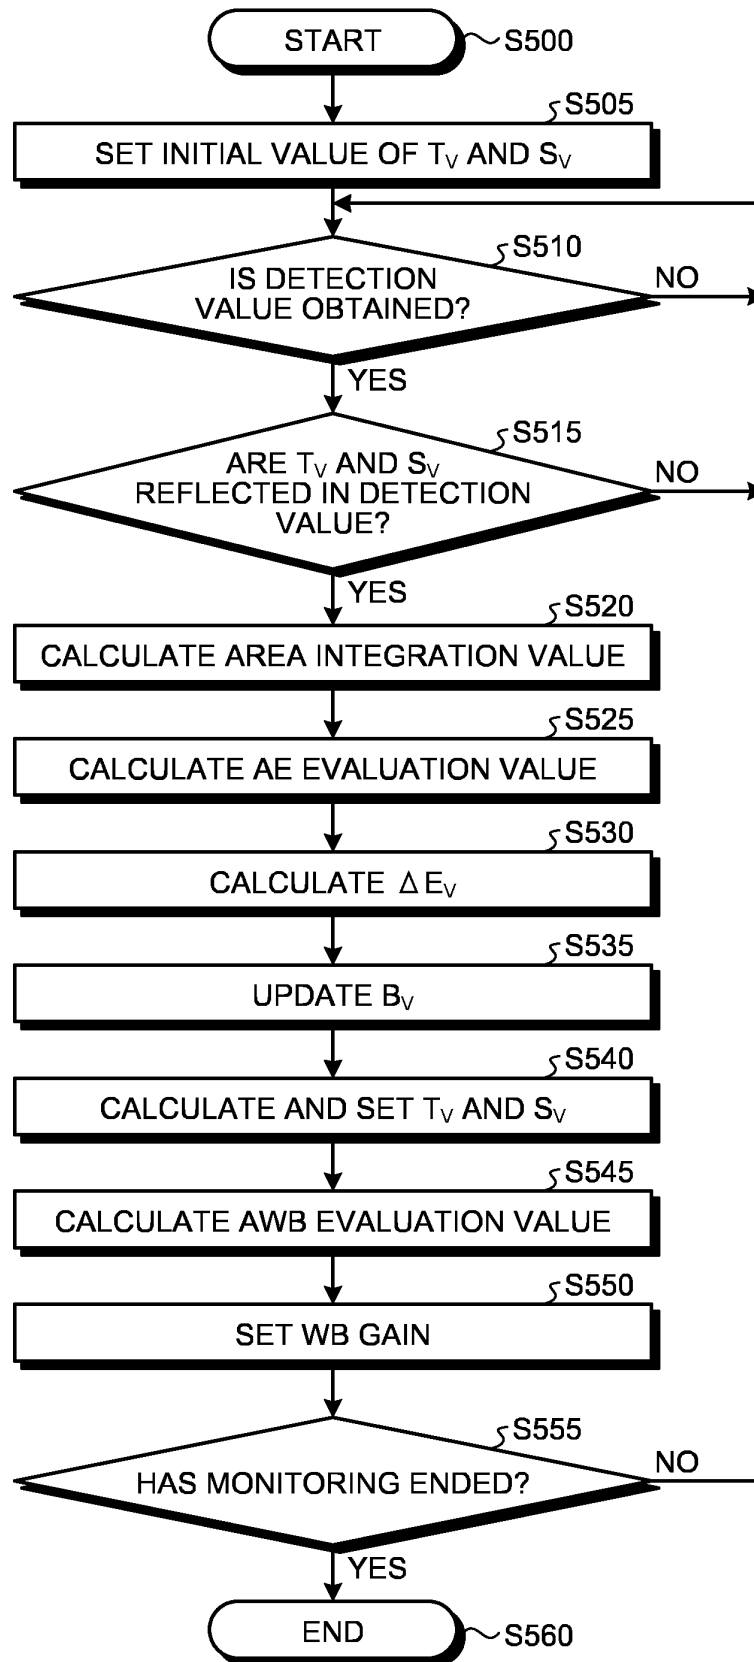 START
S500
S505
SET INITIAL VALUE OF TV AND SV
S510
IS DETECTION
VALUE OBTAINED?
NO
YES
S515
ARE TV AND SV
REFLECTED IN DETECTION
VALUE?
NO
YES
S520
CALCULATE AREA INTEGRATION VALUE
S525
CALCULATE AE EVALUATION VALUE
S530
CALCULATE Δ EV
S535
UPDATE BV
S540
CALCULATE AND SET TV AND SV
S545
CALCULATE AWB EVALUATION VALUE
S550
SET WB GAIN
S555
HAS MONITORING ENDED?
NO
YES
END
S560